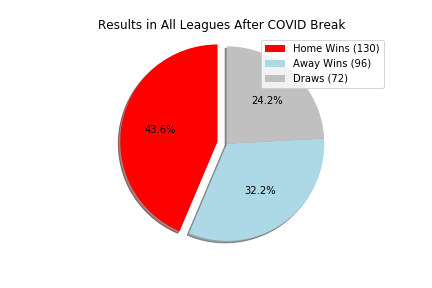 Results in All Leagues After COVID Break
Home Wins (130)
Away Wins (96)
Draws (72)
24.2%
43.6%
32.2%